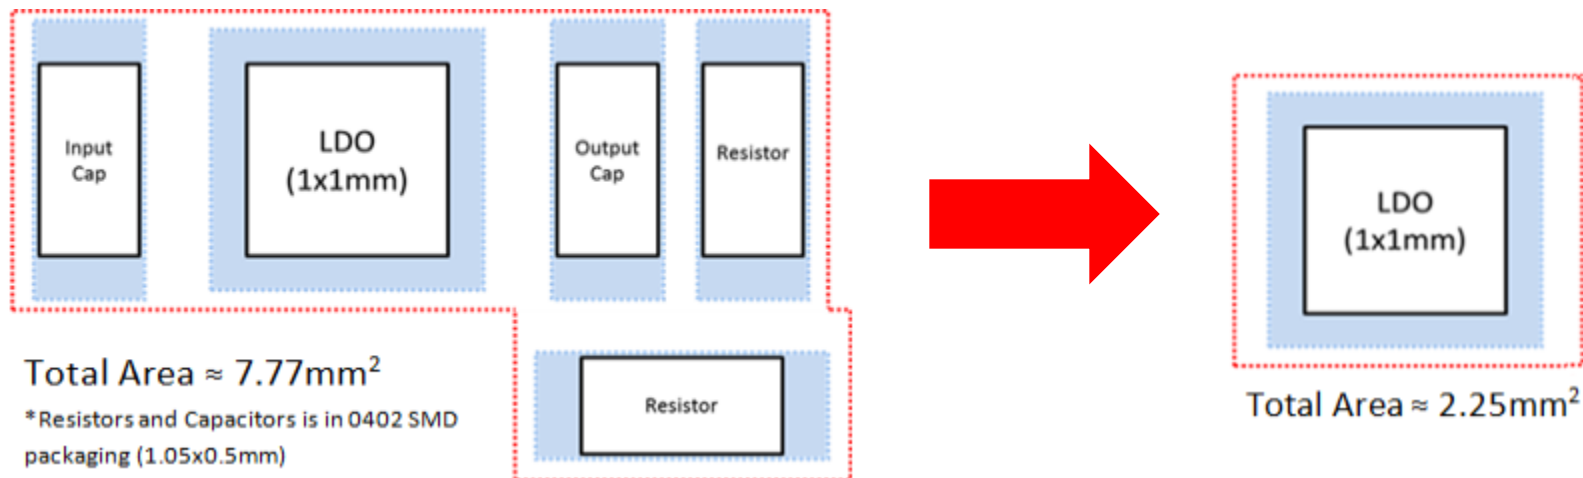 Input
Cap
LDO
(1x1mm)
Output
Cap
Resistor
Resistor
Total Area ≈ 7.77mm²
*Resistors and Capacitors is in 0402 SMD
packaging (1.05x0.5mm)
LDO
(1x1mm)
Total Area ≈ 2.25mm²